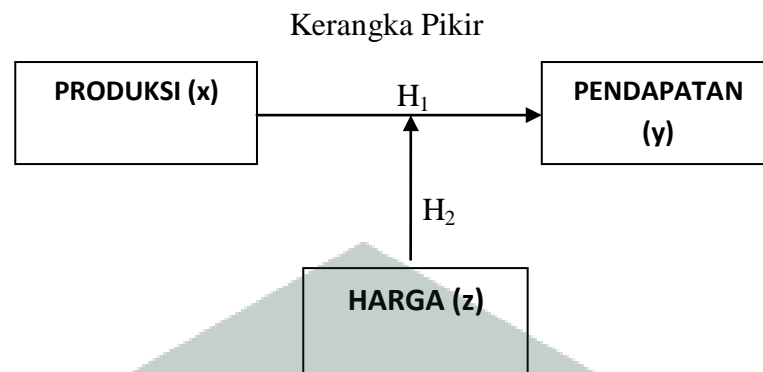 Kerangka Pikir
PRODUKSI (x)
H₁
PENDAPATAN
(y)
H₂
HARGA (z)